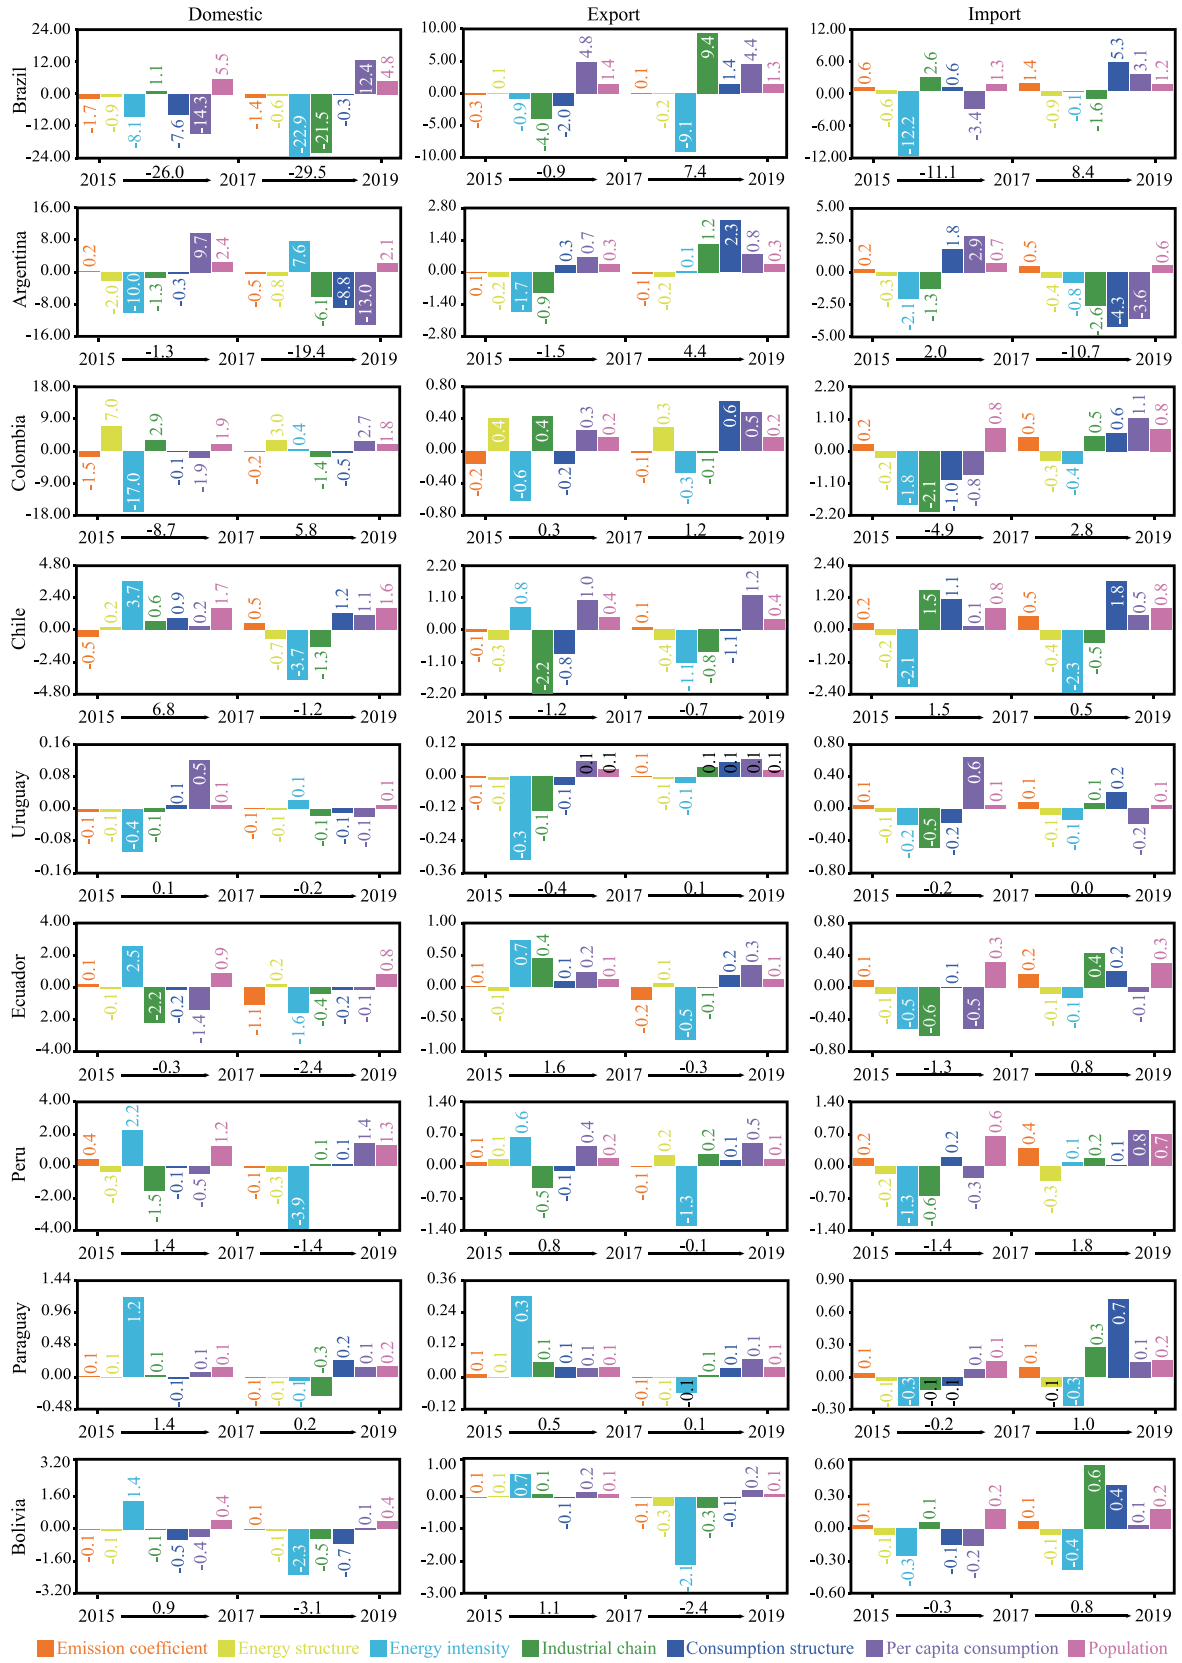 Domestic Export Import
Brazil
24.00 12.00 0.00 -12.00 -24.00
-1.7 -0.9 -8.1 1.1 -7.6 -14.3 5.5 -1.4 -0.6 -22.9 -21.5 -0.3 12.4 4.8
2015 -26.0 2017 -29.5 2019
10.00 5.00 0.00 -5.00 -10.00
-0.3 0.1 -0.9 -4.0 -2.0 4.8 1.4 0.1 -0.2 -9.1 9.4 1.4 4.4 1.3
2015 -0.9 2017 7.4 2019
12.00 6.00 0.00 -6.00 -12.00
0.6 -0.6 -12.2 2.6 0.6 -3.4 1.3 1.4 -0.9 -0.1 -1.6 5.3 3.1 1.2
2015 -11.1 2017 8.4 2019
Argentina
16.00 8.00 0.00 -8.00 -16.00
0.2 -2.0 -10.0 -1.3 -0.3 9.7 2.4 -0.5 -0.8 7.6 -6.1 -8.8 -13.0 2.1
2015 -1.3 2017 -19.4 2019
2.80 1.40 0.00 -1.40 -2.80
0.1 -0.2 -1.7 -0.9 0.3 0.7 0.3 -0.1 -0.2 0.1 1.2 2.3 0.8 0.3
2015 -1.5 2017 4.4 2019
5.00 2.50 0.00 -2.50 -5.00
0.2 -0.3 -2.1 -1.3 1.8 2.9 0.7 0.5 -0.4 -0.8 -2.6 -4.3 -3.6 0.6
2015 2.0 2017 -10.7 2019
Colombia
18.00 9.00 0.00 -9.00 -18.00
-1.5 7.0 -17.0 2.9 -0.1 -1.9 1.9 -0.2 3.0 0.4 -1.4 -0.5 2.7 1.8
2015 -8.7 2017 5.8 2019
0.80 0.40 0.00 -0.40 -0.80
-0.2 0.4 -0.6 0.4 -0.2 0.3 0.2 -0.1 0.3 -0.3 -0.1 0.6 0.5 0.2
2015 0.3 2017 1.2 2019
2.20 1.10 0.00 -1.10 -2.20
0.2 -0.2 -1.8 -2.1 -1.0 -0.8 0.8 0.5 -0.3 -0.4 0.5 0.6 1.1 0.8
2015 -4.9 2017 2.8 2019
Chile
4.80 2.40 0.00 -2.40 -4.80
-0.5 0.2 3.7 0.6 0.9 0.2 1.7 0.5 -0.7 -3.7 -1.3 1.2 1.1 1.6
2015 6.8 2017 -1.2 2019
2.20 1.10 0.00 -1.10 -2.20
-0.1 -0.3 0.8 -2.2 -0.8 1.0 0.4 0.1 -0.4 -1.1 -0.8 -1.1 1.2 0.4
2015 -1.2 2017 -0.7 2019
2.40 1.20 0.00 -1.20 -2.40
0.2 -0.2 -2.1 1.5 1.1 0.1 0.8 0.5 -0.4 -2.3 -0.5 1.8 0.5 0.8
2015 1.5 2017 0.5 2019
Uruguay
0.16 0.08 0.00 -0.08 -0.16
-0.1 -0.1 -0.4 -0.1 0.1 0.5 0.1 -0.1 -0.1 0.1 -0.1 -0.1 -0.1 0.1
2015 0.1 2017 -0.2 2019
0.12 0.00 -0.12 -0.24 -0.36
-0.1 -0.1 -0.3 -0.1 -0.1 0.1 0.1 0.1 -0.1 -0.1 0.1 0.1 0.1 0.1
2015 -0.4 2017 0.1 2019
0.80 0.40 0.00 -0.40 -0.80
0.1 -0.1 -0.2 -0.5 -0.2 0.6 0.1 0.1 -0.1 -0.1 0.1 0.2 -0.2 0.1
2015 -0.2 2017 0.0 2019
Ecuador
4.00 2.00 0.00 2.00 -4.00
0.1 -0.1 2.5 -2.2 -0.2 -1.4 0.9 -1.1 0.2 -1.6 -0.4 -0.2 -0.1 0.8
2015 -0.3 2017 -2.4 2019
1.00 0.50 0.00 -0.50 -1.00
0.1 -0.1 0.7 0.4 0.1 0.2 0.1 -0.2 0.1 -0.5 -0.1 0.2 0.3 0.1
2015 1.6 2017 -0.3 2019
0.80 0.40 0.00 -0.40 -0.80
0.1 -0.1 -0.5 -0.6 0.1 -0.5 0.3 0.2 -0.1 -0.1 0.4 0.2 -0.1 0.3
2015 -1.3 2017 0.8 2019
Peru
4.00 2.00 0.00 -2.00 -4.00
0.4 -0.3 2.2 -1.5 -0.1 -0.5 1.2 -0.1 -0.3 -3.9 0.1 0.1 1.4 1.3
2015 1.4 2017 -1.4 2019
1.40 0.70 0.00 -0.70 -1.40
0.1 0.1 0.6 -0.5 -0.1 0.4 0.2 -0.1 0.2 -1.3 0.2 0.1 0.5 0.1
2015 0.8 2017 -0.1 2019
1.40 0.70 0.00 -0.70 -1.40
0.2 -0.2 -1.3 -0.6 0.2 -0.3 0.6 0.4 -0.3 0.1 0.2 0.1 0.8 0.7
2015 -1.4 2017 1.8 2019
Paraguay
1.44 0.96 0.48 0.00 -0.48
0.1 0.1 1.2 0.1 -0.1 0.1 0.1 -0.1 -0.1 -0.1 -0.3 0.2 0.1 0.2
2015 1.4 2017 0.2 2019
0.36 0.24 0.12 0.00 -0.12
0.1 0.1 0.3 0.1 0.1 0.1 0.1 -0.1 -0.1 -0.1 0.1 0.1 0.1 0.1
2015 0.5 2017 0.1 2019
0.90 0.60 0.30 0.00 -0.30
0.1 -0.1 -0.3 -0.1 -0.1 0.1 0.1 0.1 -0.1 -0.3 0.3 0.7 0.1 0.2
2015 -0.2 2017 1.0 2019
Bolivia
3.20 1.60 0.00 -1.60 -3.20
-0.1 -0.1 1.4 -0.1 -0.5 -0.4 0.4 0.1 -0.1 -2.3 -0.5 -0.7 0.1 0.4
2015 0.9 2017 -3.1 2019
1.00 0.00 -1.00 -2.00 -3.00
0.1 0.1 0.7 0.1 -0.1 0.2 0.1 -0.1 -0.3 -2.1 -0.3 -0.1 0.2 0.1
2015 1.1 2017 -2.4 2019
0.60 0.30 0.00 -0.30 -0.60
0.1 -0.1 -0.3 0.1 -0.1 -0.2 0.2 0.1 -0.1 -0.4 0.6 0.4 0.1 0.2
2015 -0.3 2017 0.8 2019
Emission coefficient Energy structure Energy intensity Industrial chain Consumption structure Per capita consumption Population